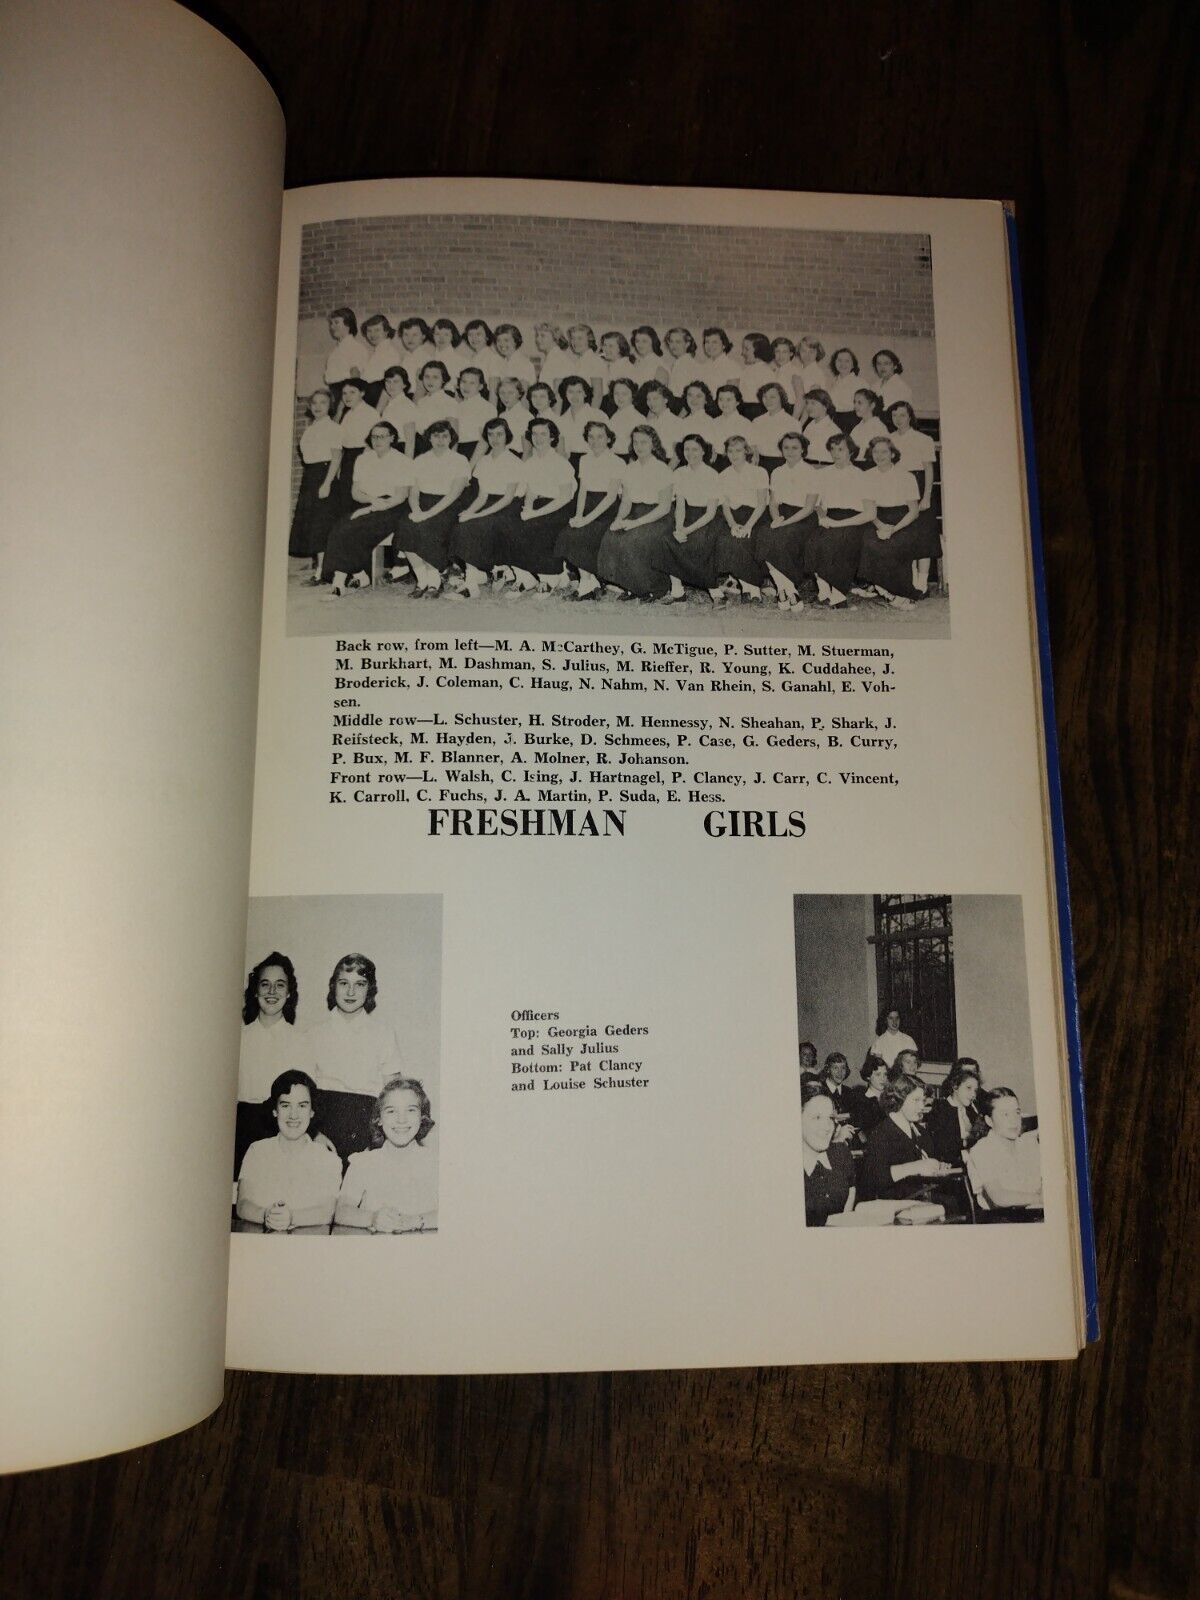 Back row, from left—M. A. McCarthey, G. McTigue, P. Sutter, M. Stuerman,
M. Burkhart, M. Dashman, S. Julius, M. Rieffer, R. Young, K. Cuddahee, J.
Broderick, J. Coleman, C. Haug, N. Nahm, N. Van Rhein, S. Ganahl, E. Voh-
sen.
Middle row—L. Schuster, H. Stroder, M. Hennessy, N. Sheahan, P. Shark, J.
Reifsteck, M. Hayden, J. Burke, D. Schmees, P. Case, G. Geders, B. Curry,
P. Bux, M. F. Blanner, A. Molner, R. Johanson.
Front row—L. Walsh, C. Ising, J. Hartnagel, P. Clancy, J. Carr, C. Vincent,
K. Carroll, C. Fuchs, J. A. Martin, P. Suda, E. Hess.
FRESHMAN GIRLS
Officers
Top: Georgia Geders
and Sally Julius
Bottom: Pat Clancy
and Louise Schuster